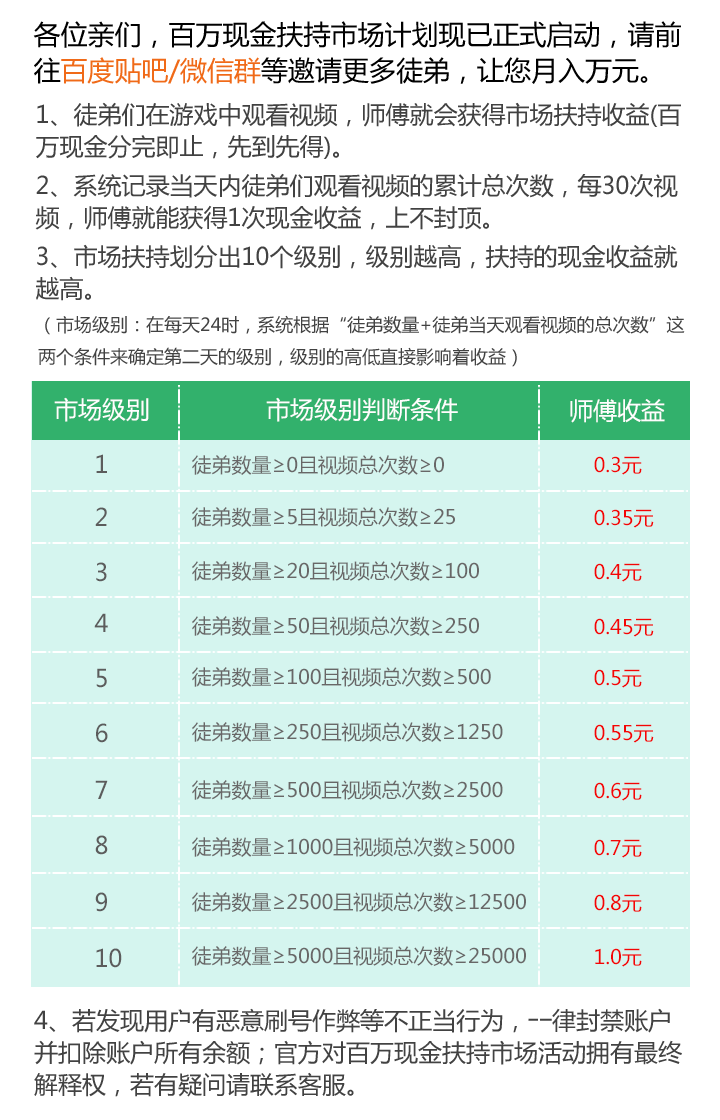 各位亲们，百万现金扶持市场计划现已正式启动，请前
往百度贴吧/微信群等邀请更多徒弟，让您月入万元。
1、徒弟们在游戏中观看视频，师傅就会获得市场扶持收益(百
万现金分完即止，先到先得)。
2、系统记录当天内徒弟们观看视频的累计总次数，每30次视
频，师傅就能获得1次现金收益，上不封顶。
3、市场扶持划分出10个级别，级别越高，扶持的现金收益就
越高。
（市场级别：在每天24时，系统根据“徒弟数量+徒弟当天观看视频的总次数”这
两个条件来确定第二天的级别，级别的高低直接影响着收益）
市场级别 市场级别判断条件 师傅收益
1 徒弟数量≥0且视频总次数≥0 0.3元
2 徒弟数量≥5且视频总次数≥25 0.35元
3 徒弟数量≥20且视频总次数≥100 0.4元
4 徒弟数量≥50且视频总次数≥250 0.45元
5 徒弟数量≥100且视频总次数≥500 0.5元
6 徒弟数量≥250且视频总次数≥1250 0.55元
7 徒弟数量≥500且视频总次数≥2500 0.6元
8 徒弟数量≥1000且视频总次数≥5000 0.7元
9 徒弟数量≥2500且视频总次数≥12500 0.8元
10 徒弟数量≥5000且视频总次数≥25000 1.0元
4、若发现用户有恶意刷号作弊等不正当行为，--律封禁账户
并扣除账户所有余额；官方对百万现金扶持市场活动拥有最终
解释权，若有疑问请联系客服。